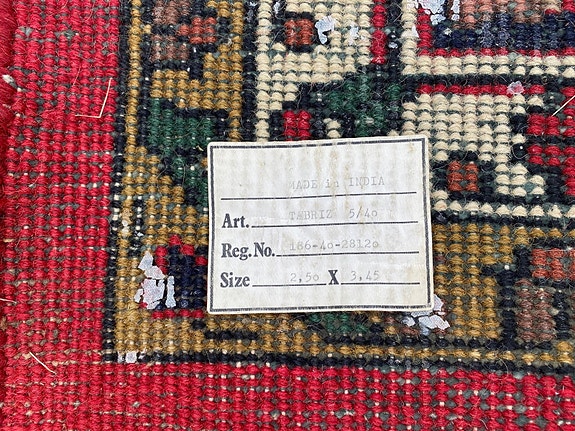 MADE in INDIA
Art. TABRIZ 5/40
Reg. No. 186-40-28120
Size 2,50 X 3,45